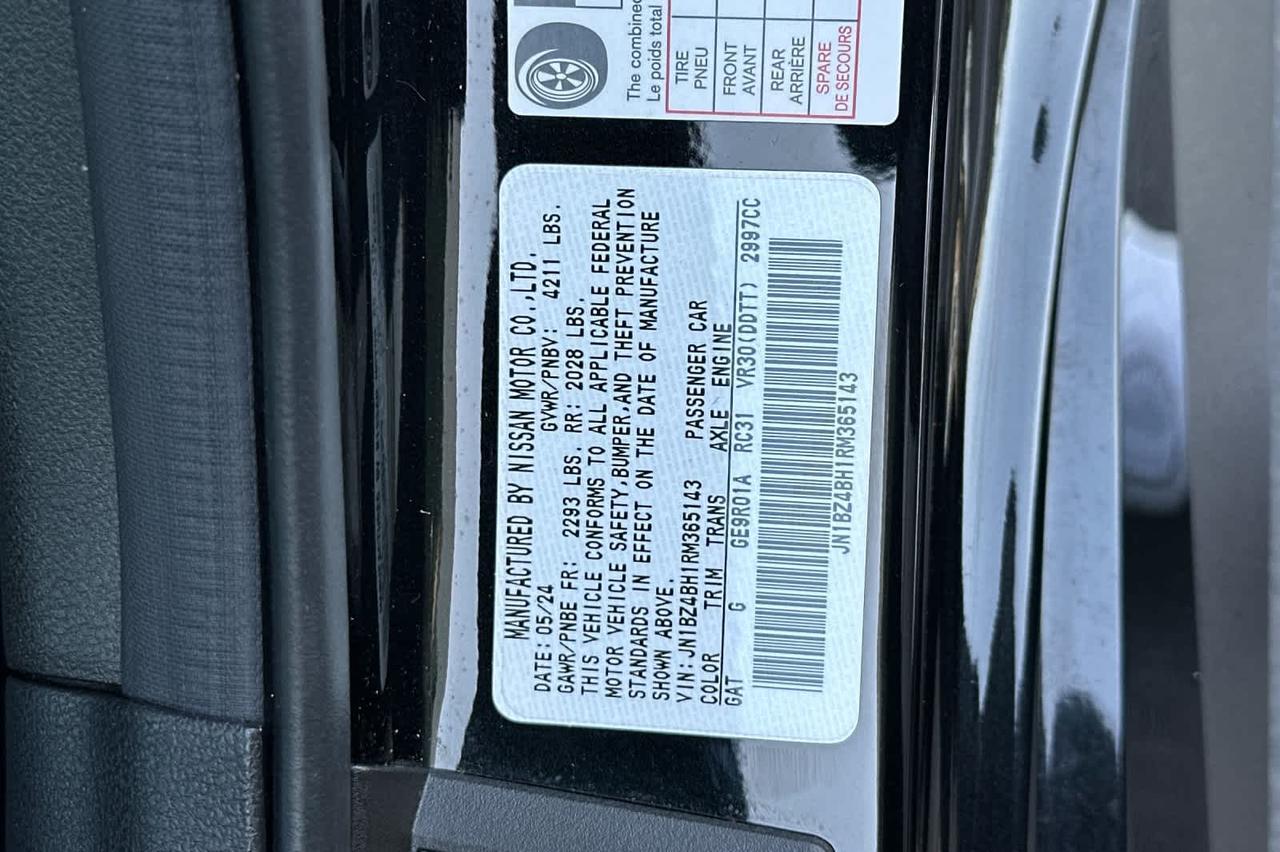 The combined
Le poids total
TIRE
PNEU
FRONT
AVANT
REAR
ARRIÈRE
SPARE
DE SECOURS
MANUFACTURED BY NISSAN MOTOR CO.,LTD.
DATE: 05/24 GVWR/PNBV: 4211 LBS.
GAWR/PNBE FR: 2293 LBS. RR: 2028 LBS.
THIS VEHICLE CONFORMS TO ALL APPLICABLE FEDERAL
MOTOR VEHICLE SAFETY,BUMPER,AND THEFT PREVENTION
STANDARDS IN EFFECT ON THE DATE OF MANUFACTURE
SHOWN ABOVE.
VIN:JN1BZ4BH1RM365143 PASSENGER CAR
COLOR TRIM TRANS AXLE ENGINE
GAT G GE9R01A RC31 VR30(DDTT) 2997CC
JN1BZ4BH1RM365143